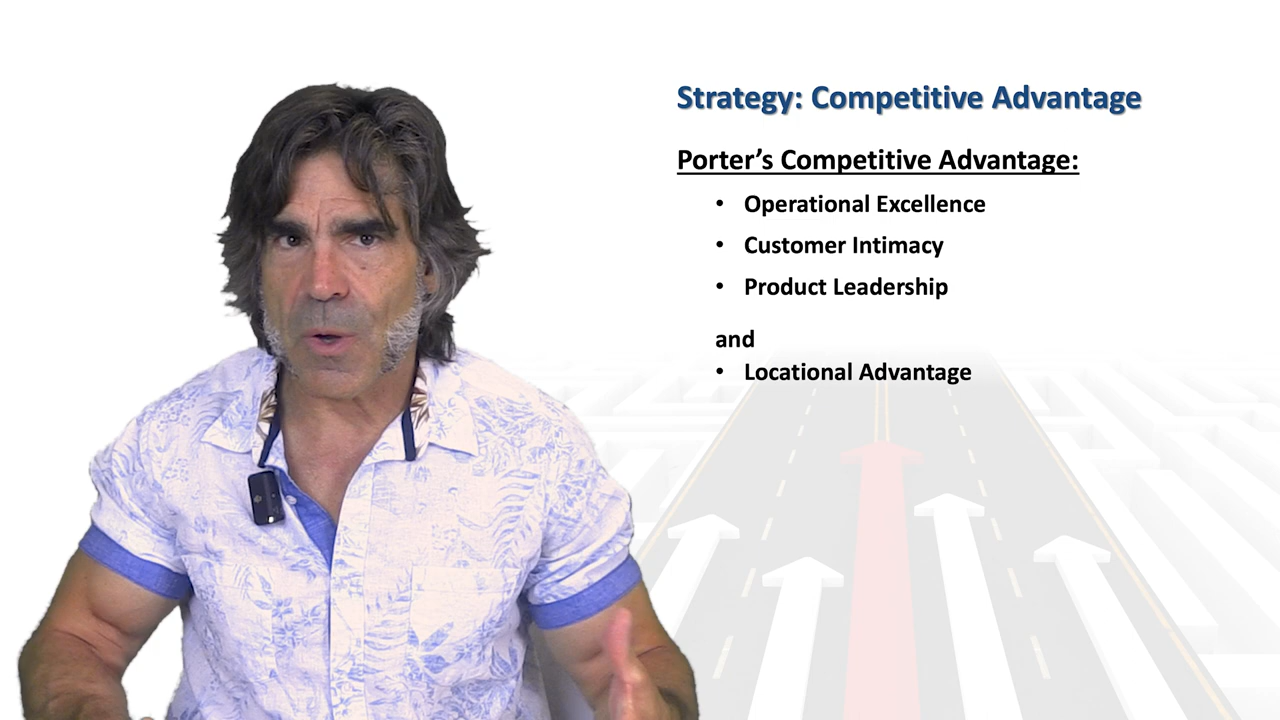 Strategy: Competitive Advantage
Porter’s Competitive Advantage:
• Operational Excellence
• Customer Intimacy
• Product Leadership
and
• Locational Advantage